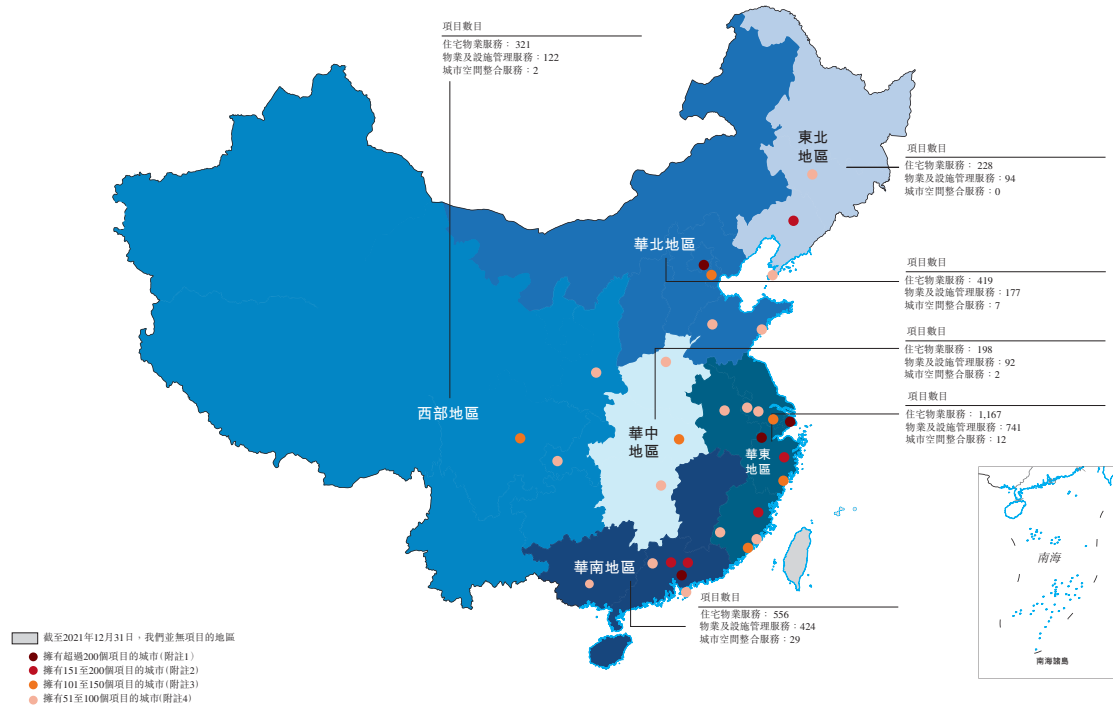 項目數目
住宅物業服務： 321
物業及設施管理服務：122
城市空間整合服務：2
東北
地區
項目數目
住宅物業服務： 228
物業及設施管理服務：94
城市空間整合服務：0
華北地區
項目數目
住宅物業服務： 419
物業及設施管理服務：177
城市空間整合服務：7
項目數目
住宅物業服務： 198
物業及設施管理服務：92
城市空間整合服務：2
西部地區
華中
地區
項目數目
住宅物業服務： 1,167
物業及設施管理服務：741
城市空間整合服務：12
華東
地區
華南地區
項目數目
住宅物業服務： 556
物業及設施管理服務：424
城市空間整合服務：29
南海
南海諸島
截至2021年12月31日，我們並無項目的地區
擁有超過200個項目的城市(附註1)
擁有151至200個項目的城市(附註2)
擁有101至150個項目的城市(附註3)
擁有51至100個項目的城市(附註4)